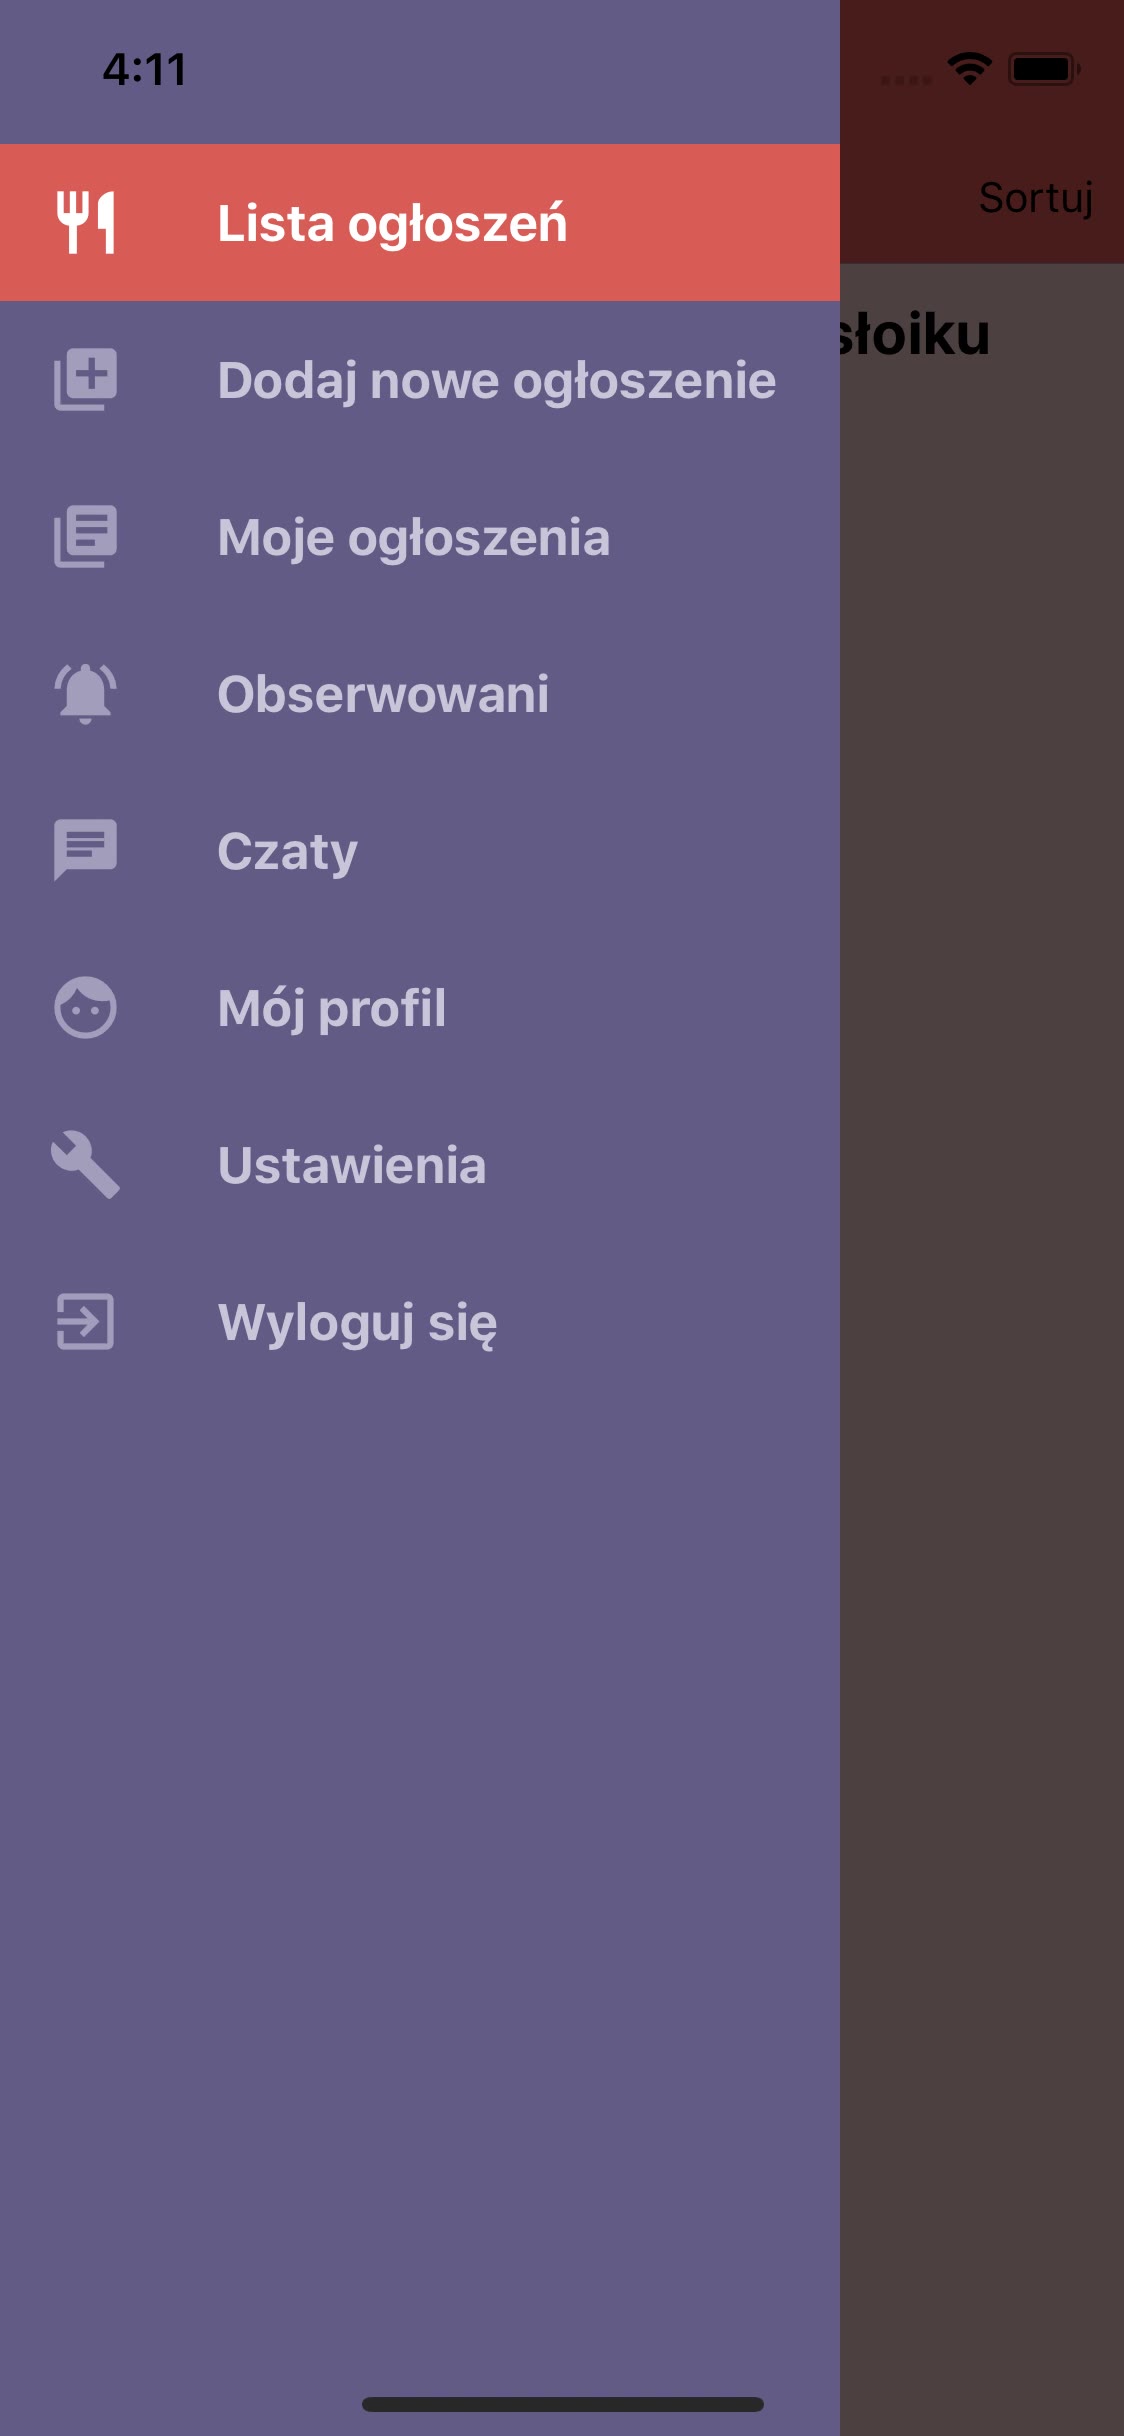 4:11
Sortuj
Lista ogłoszeń
słoiku
Dodaj nowe ogłoszenie
Moje ogłoszenia
Obserwowani
Czaty
Mój profil
Ustawienia
Wyloguj się